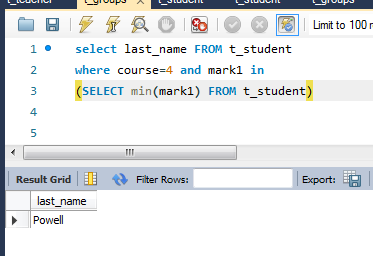 t_teacher t_groups t_student t_student t_groups
Limit to 100
1 select last_name FROM t_student
2 where course=4 and mark1 in
3 (SELECT min(mark1) FROM t_student)
4
5
Result Grid Filter Rows: Export:
last_name
Powell